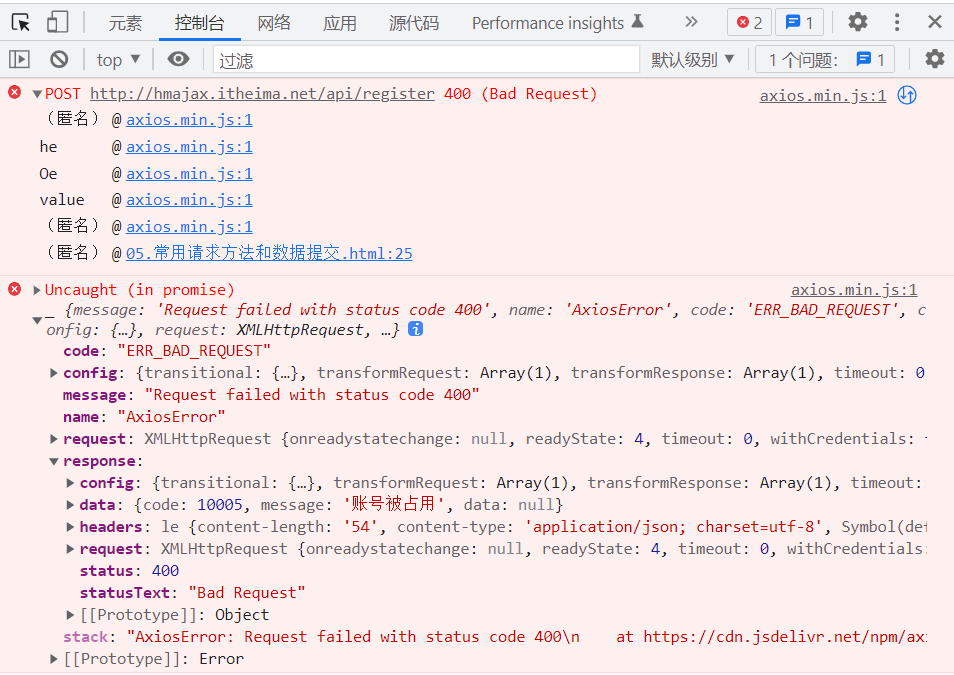 元素 控制台 网络 应用 源代码 Performance insights » 2 1
top ▼ 过滤 默认级别 ▼ 1 个问题: 1
▼POST http://hmajax.itheima.net/api/register 400 (Bad Request) axios.min.js:1
（匿名） @ axios.min.js:1
he @ axios.min.js:1
Oe @ axios.min.js:1
value @ axios.min.js:1
（匿名） @ axios.min.js:1
（匿名） @ 05.常用请求方法和数据提交.html:25
▶Uncaught (in promise) axios.min.js:1
▼_ {message: 'Request failed with status code 400', name: 'AxiosError', code: 'ERR_BAD_REQUEST', c
onfig: {…}, request: XMLHttpRequest, …}
code: "ERR_BAD_REQUEST"
▶config: {transitional: {…}, transformRequest: Array(1), transformResponse: Array(1), timeout: 0
message: "Request failed with status code 400"
name: "AxiosError"
▶request: XMLHttpRequest {onreadystatechange: null, readyState: 4, timeout: 0, withCredentials:
▼response:
▶config: {transitional: {…}, transformRequest: Array(1), transformResponse: Array(1), timeout:
▶data: {code: 10005, message: '账号被占用', data: null}
▶headers: le {content-length: '54', content-type: 'application/json; charset=utf-8', Symbol(def
▶request: XMLHttpRequest {onreadystatechange: null, readyState: 4, timeout: 0, withCredentials:
status: 400
statusText: "Bad Request"
▶[[Prototype]]: Object
stack: "AxiosError: Request failed with status code 400\n    at https://cdn.jsdelivr.net/npm/axi
▶[[Prototype]]: Error